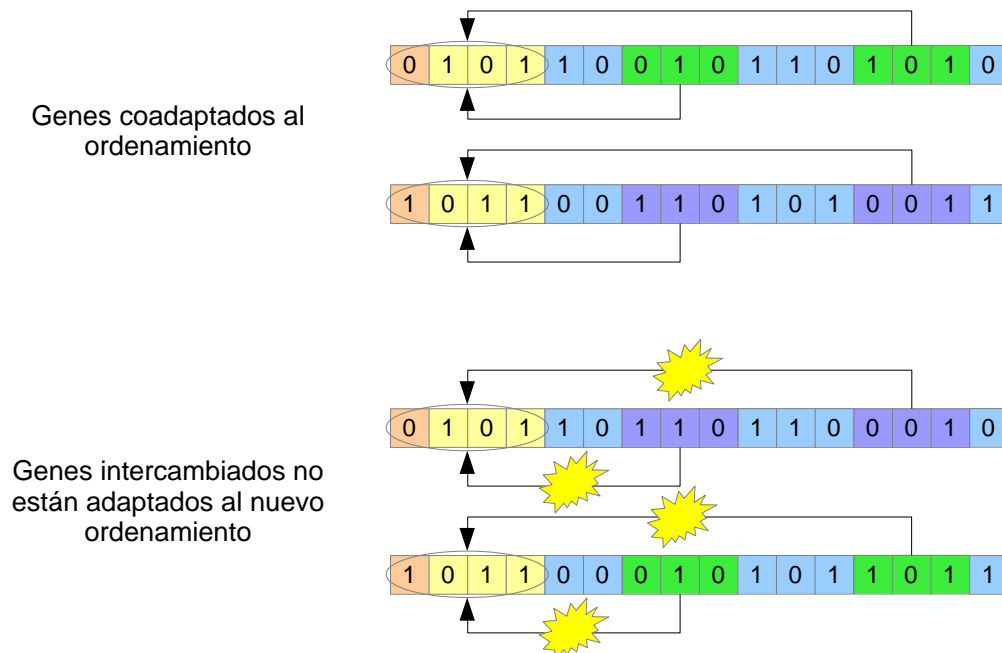 0 1 0 1 1 0 0 1 0 1 1 0 1 0 1 0
Genes coadaptados al
ordenamiento
1 0 1 1 0 0 1 1 0 1 0 1 0 0 1 1
0 1 0 1 1 0 1 1 0 1 1 0 0 0 1 0
Genes intercambiados no
están adaptados al nuevo
ordenamiento
1 0 1 1 0 0 0 1 0 1 0 1 1 0 1 1